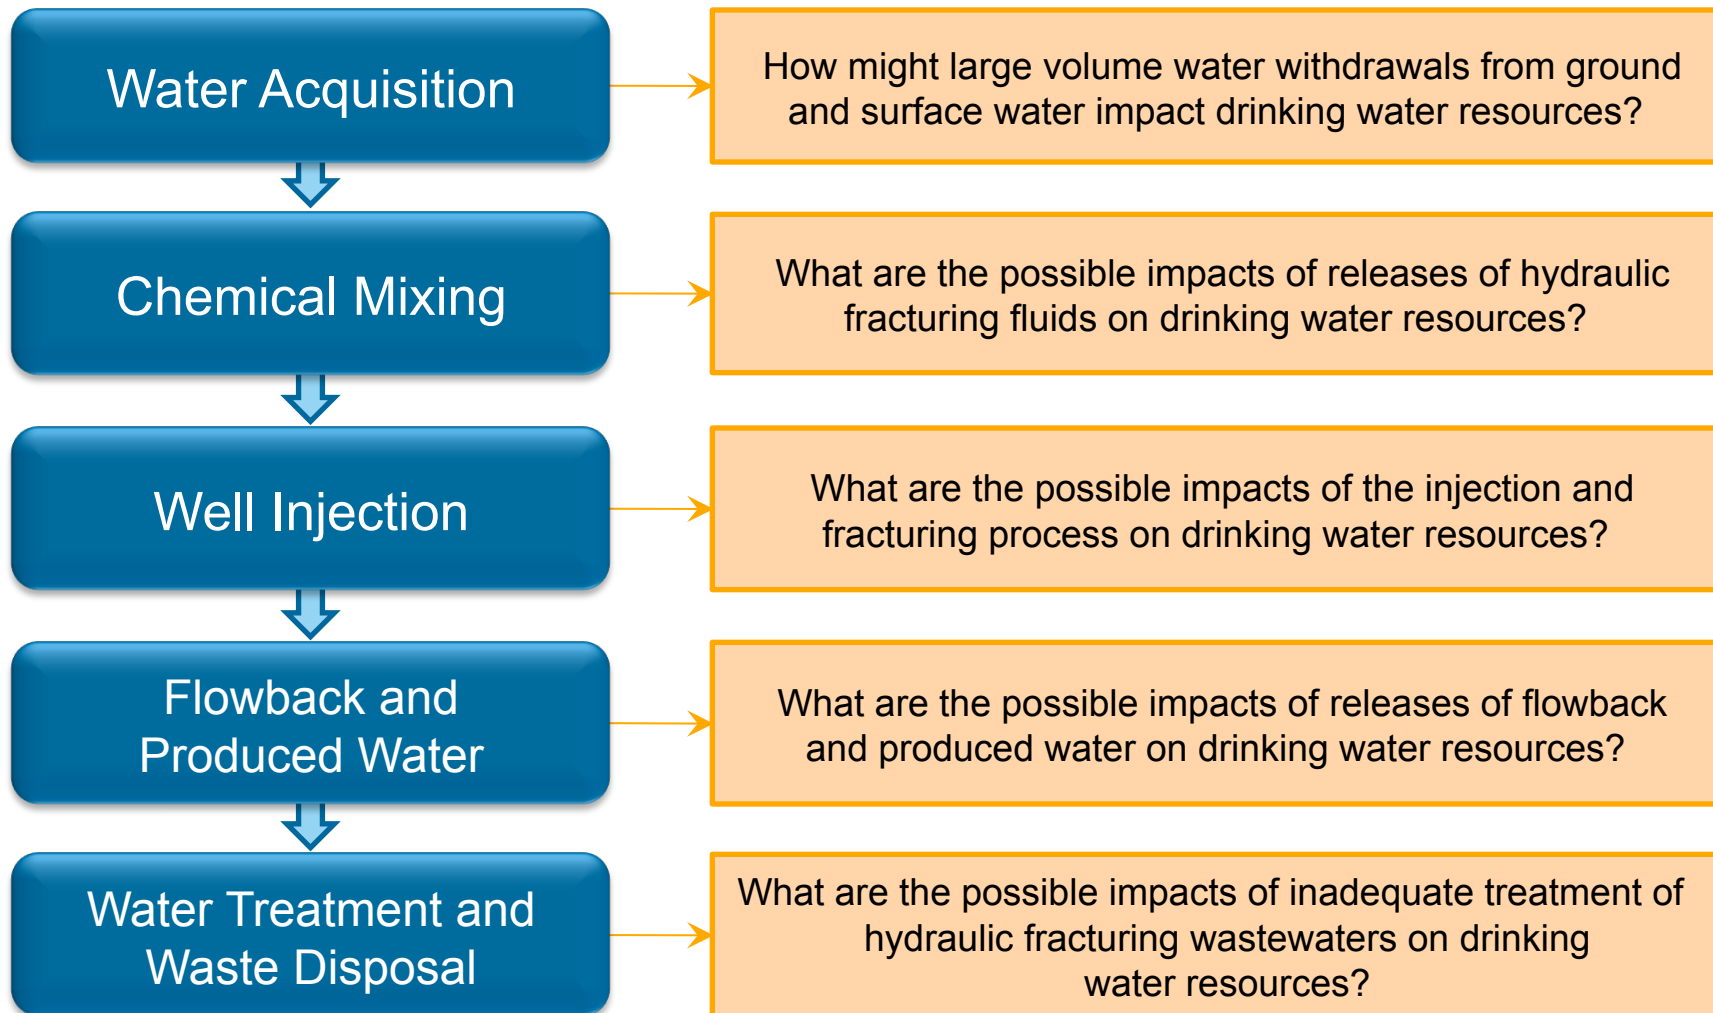 Water Acquisition
How might large volume water withdrawals from ground
and surface water impact drinking water resources?
Chemical Mixing
What are the possible impacts of releases of hydraulic
fracturing fluids on drinking water resources?
Well Injection
What are the possible impacts of the injection and
fracturing process on drinking water resources?
Flowback and
Produced Water
What are the possible impacts of releases of flowback
and produced water on drinking water resources?
Water Treatment and
Waste Disposal
What are the possible impacts of inadequate treatment of
hydraulic fracturing wastewaters on drinking
water resources?